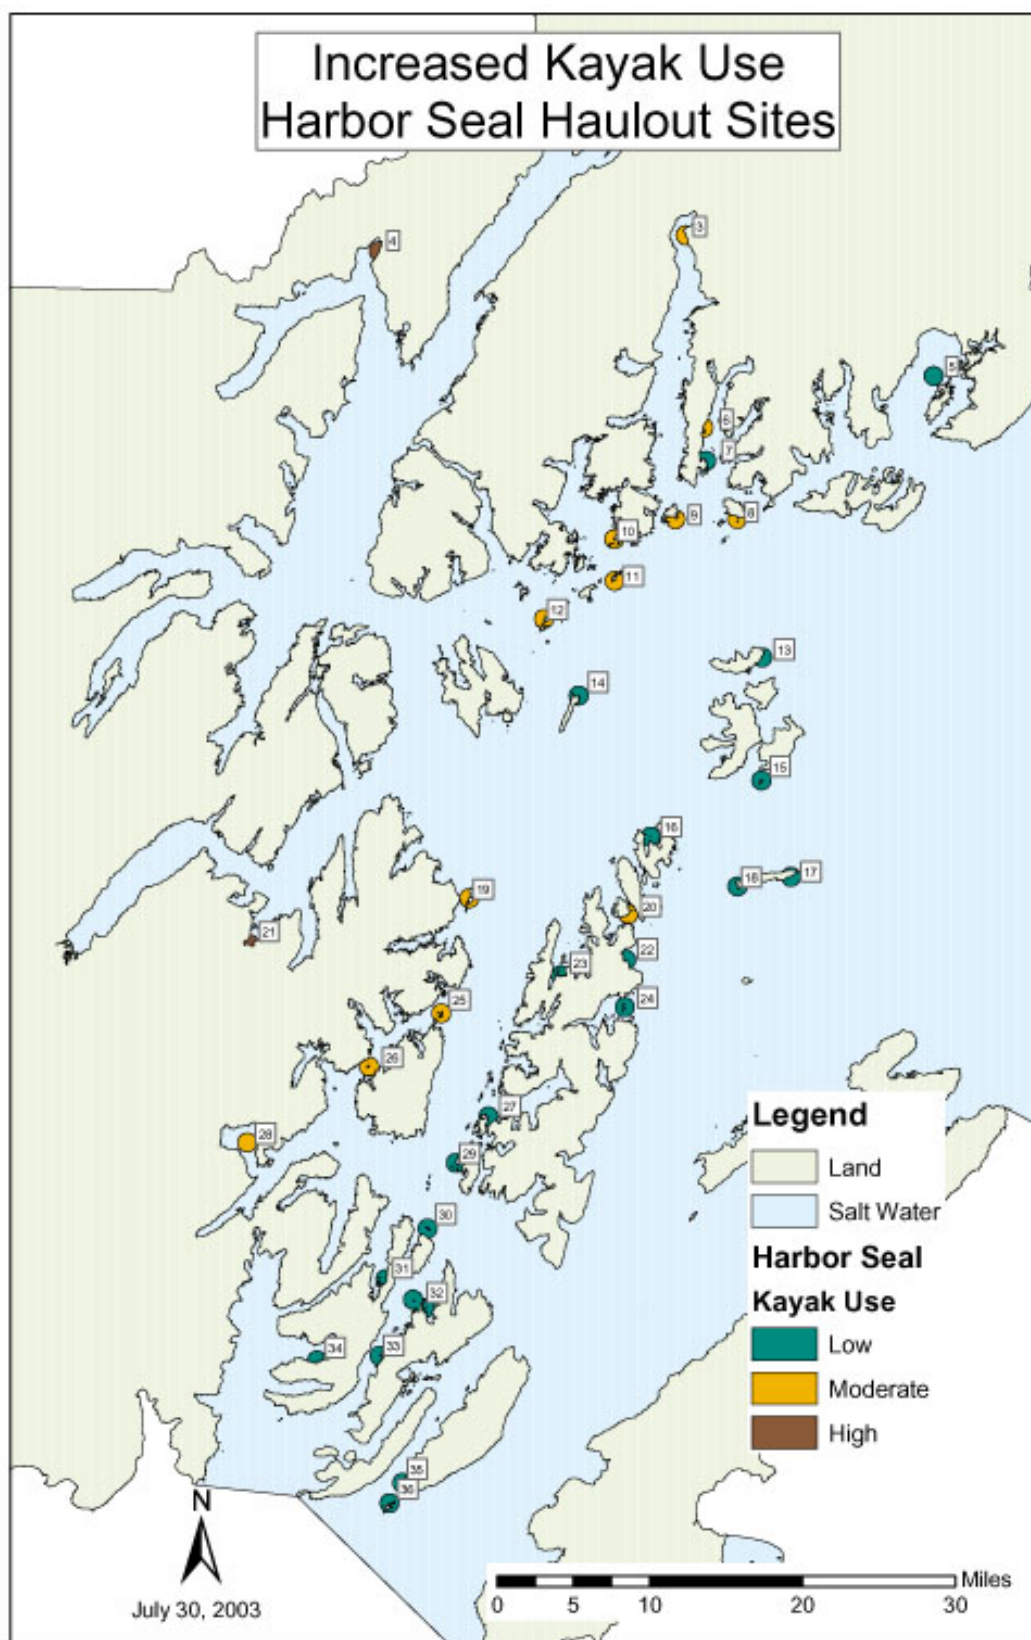 Increased Kayak Use
Harbor Seal Haulout Sites
4
3
5
6
7
9
8
10
11
12
13
14
15
16
18
17
19
20
21
22
23
24
25
26
27
28
29
30
31
32
33
34
35
36
Legend
Land
Salt Water
Harbor Seal
Kayak Use
Low
Moderate
High
N
July 30, 2003
Miles
0 5 10 20 30